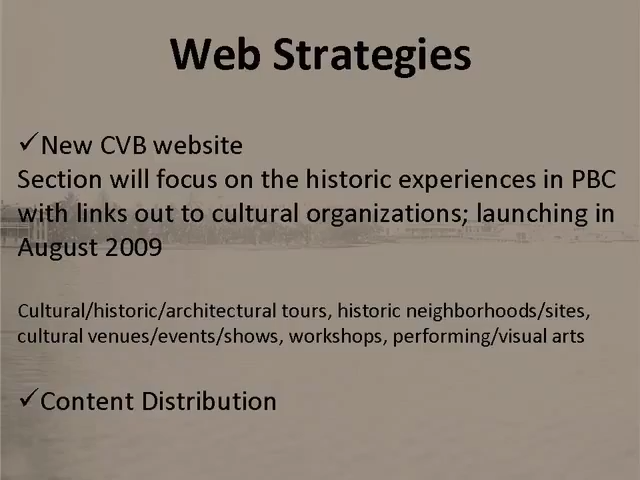 Web Strategies
✓New CVB website
Section will focus on the historic experiences in PBC
with links out to cultural organizations; launching in
August 2009
Cultural/historic/architectural tours, historic neighborhoods/sites,
cultural venues/events/shows, workshops, performing/visual arts
✓Content Distribution